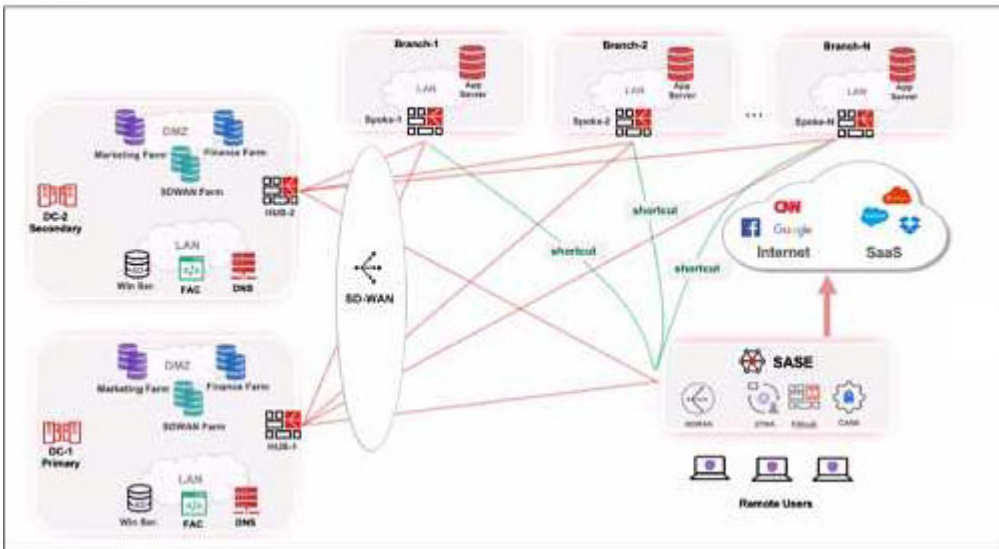 Branch-1
Branch-2
Branch-N
LAN
App
Server
LAN
App
Server
LAN
App
Server
Spoke-1
Spoke-2
...
Spoke-N
DMZ
Marketing Farm
Finance Farm
SDWAN Farm
HUB-2
DC-2
Secondary
LAN
Win Ser.
FAC
DNS
SD-WAN
shortcut
shortcut
shortcut
CNN
Google
Internet
SaaS
DMZ
Marketing Farm
Finance Farm
SDWAN Farm
HUB-1
DC-1
Primary
LAN
Win Ser.
FAC
DNS
SASE
SDWAN
ZTNA
FWaaS
CASB
Remote Users